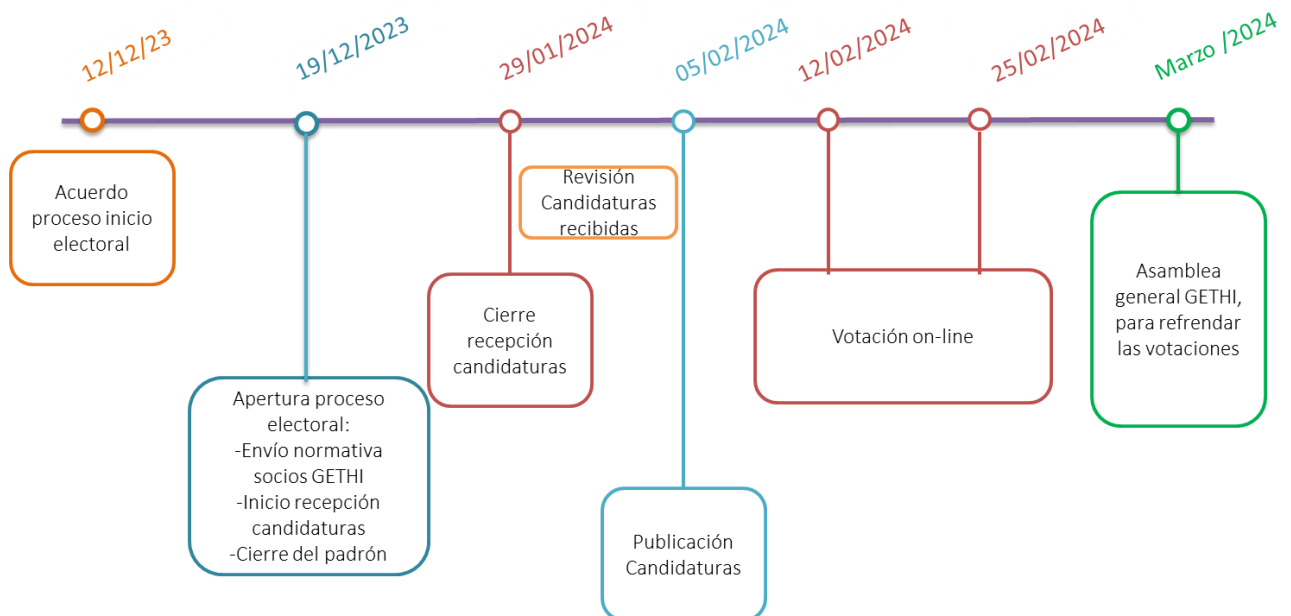 12/12/23
19/12/2023
29/01/2024
05/02/2024
12/02/2024
25/02/2024
Marzo /2024
Acuerdo
proceso inicio
electoral
Apertura proceso
electoral:
-Envío normativa
socios GETHI
-Inicio recepción
candidaturas
-Cierre del padrón
Cierre
recepción
candidaturas
Revisión
Candidaturas
recibidas
Publicación
Candidaturas
Votación on-line
Asamblea
general GETHI,
para refrendar
las votaciones